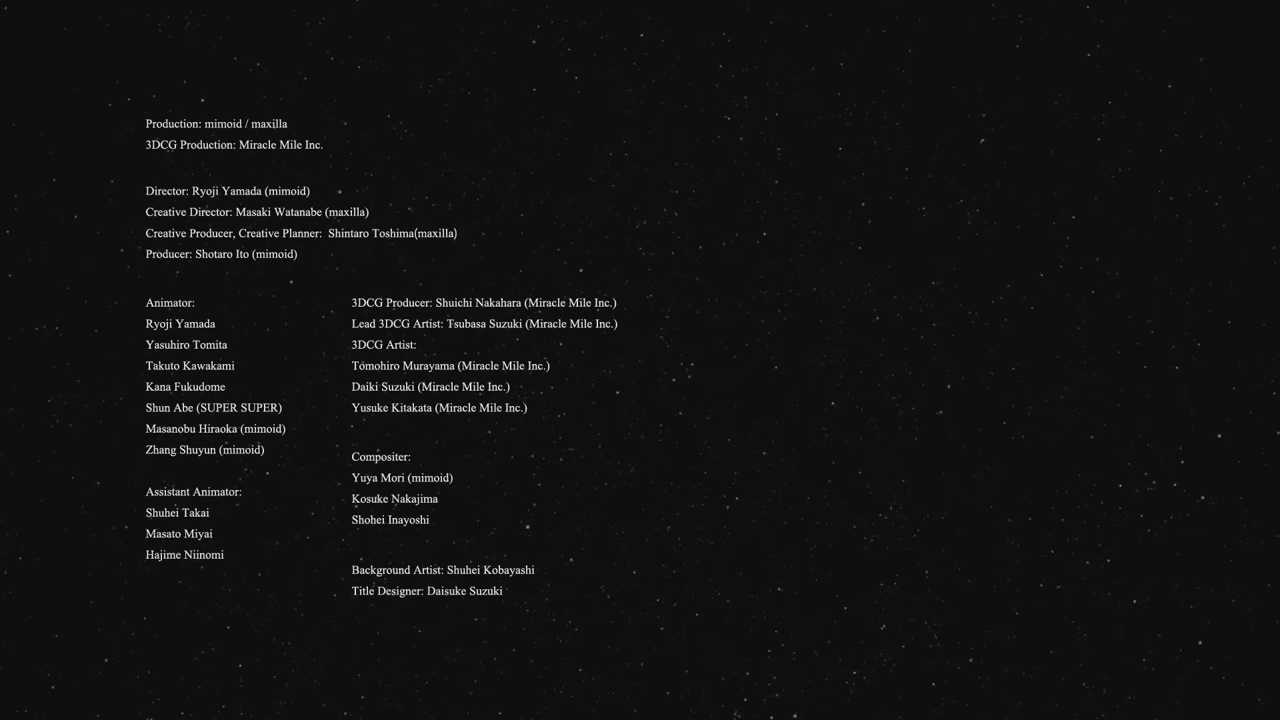 Production: mimoid / maxilla
3DCG Production: Miracle Mile Inc.
Director: Ryoji Yamada (mimoid)
Creative Director: Masaki Watanabe (maxilla)
Creative Producer, Creative Planner:  Shintaro Toshima(maxilla)
Producer: Shotaro Ito (mimoid)
Animator:
Ryoji Yamada
Yasuhiro Tomita
Takuto Kawakami
Kana Fukudome
Shun Abe (SUPER SUPER)
Masanobu Hiraoka (mimoid)
Zhang Shuyun (mimoid)
Assistant Animator:
Shuhei Takai
Masato Miyai
Hajime Niinomi
3DCG Producer: Shuichi Nakahara (Miracle Mile Inc.)
Lead 3DCG Artist: Tsubasa Suzuki (Miracle Mile Inc.)
3DCG Artist:
Tomohiro Murayama (Miracle Mile Inc.)
Daiki Suzuki (Miracle Mile Inc.)
Yusuke Kitakata (Miracle Mile Inc.)
Compositer:
Yuya Mori (mimoid)
Kosuke Nakajima
Shohei Inayoshi
Background Artist: Shuhei Kobayashi
Title Designer: Daisuke Suzuki